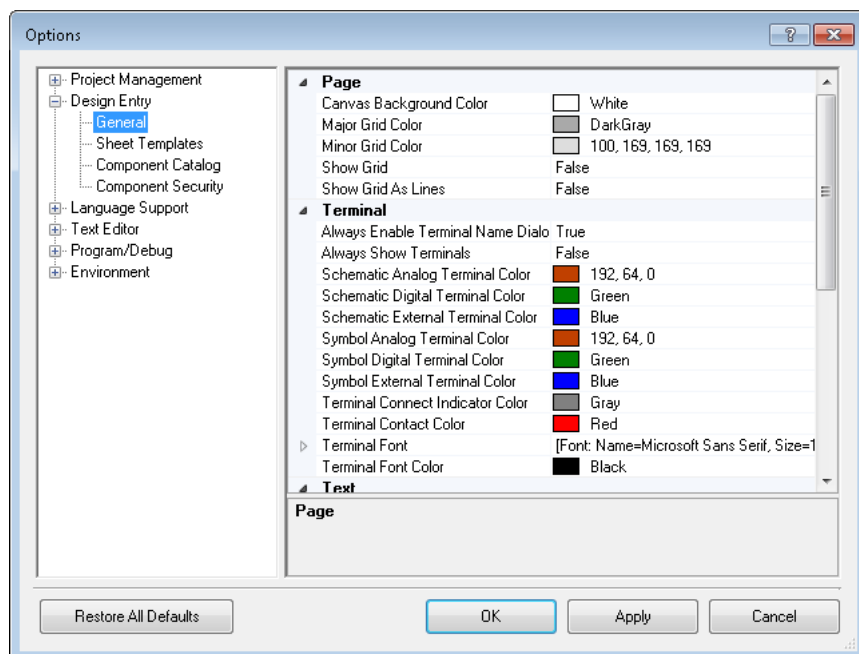 Options
Project Management
Design Entry
General
Sheet Templates
Component Catalog
Component Security
Language Support
Text Editor
Program/Debug
Environment
Page
Canvas Background Color White
Major Grid Color DarkGray
Minor Grid Color 100, 169, 169, 169
Show Grid False
Show Grid As Lines False
Terminal
Always Enable Terminal Name Dialo True
Always Show Terminals False
Schematic Analog Terminal Color 192, 64, 0
Schematic Digital Terminal Color Green
Schematic External Terminal Color Blue
Symbol Analog Terminal Color 192, 64, 0
Symbol Digital Terminal Color Green
Symbol External Terminal Color Blue
Terminal Connect Indicator Color Gray
Terminal Contact Color Red
Terminal Font [Font: Name=Microsoft Sans Serif, Size=1
Terminal Font Color Black
Text
Page
Restore All Defaults OK Apply Cancel